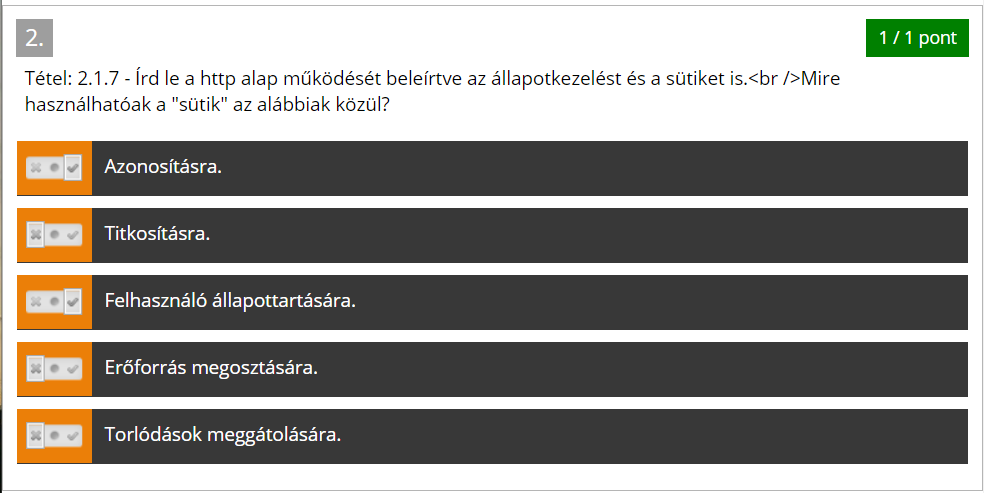 2.
1 / 1 pont
Tétel: 2.1.7 - Írd le a http alap működését beleírtve az állapotkezelést és a sütiket is.<br />Mire
használhatóak a "sütik" az alábbiak közül?
Azonosításra.
Titkosításra.
Felhasználó állapottartására.
Erőforrás megosztására.
Torlódások meggátolására.